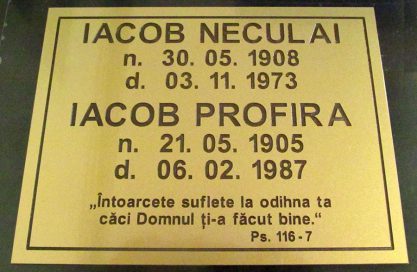 IACOB NECULAI
n. 30. 05. 1908
d. 03. 11. 1973
IACOB PROFIRA
n. 21. 05. 1905
d. 06. 02. 1987
„Întoarcete suflete la odihna ta
căci Domnul ți-a făcut bine.“
Ps. 116 - 7